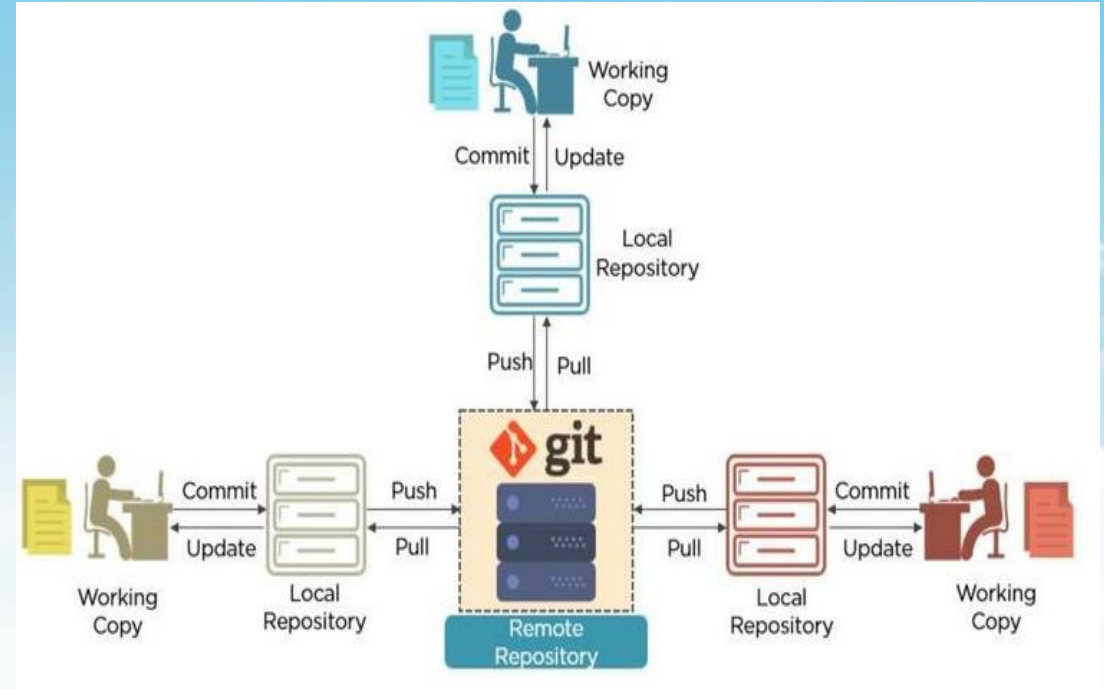 Working
Copy
Commit
Update
Local
Repository
Push
Pull
git
Commit
Update
Push
Pull
Push
Pull
Commit
Update
Working
Copy
Local
Repository
Remote
Repository
Local
Repository
Working
Copy